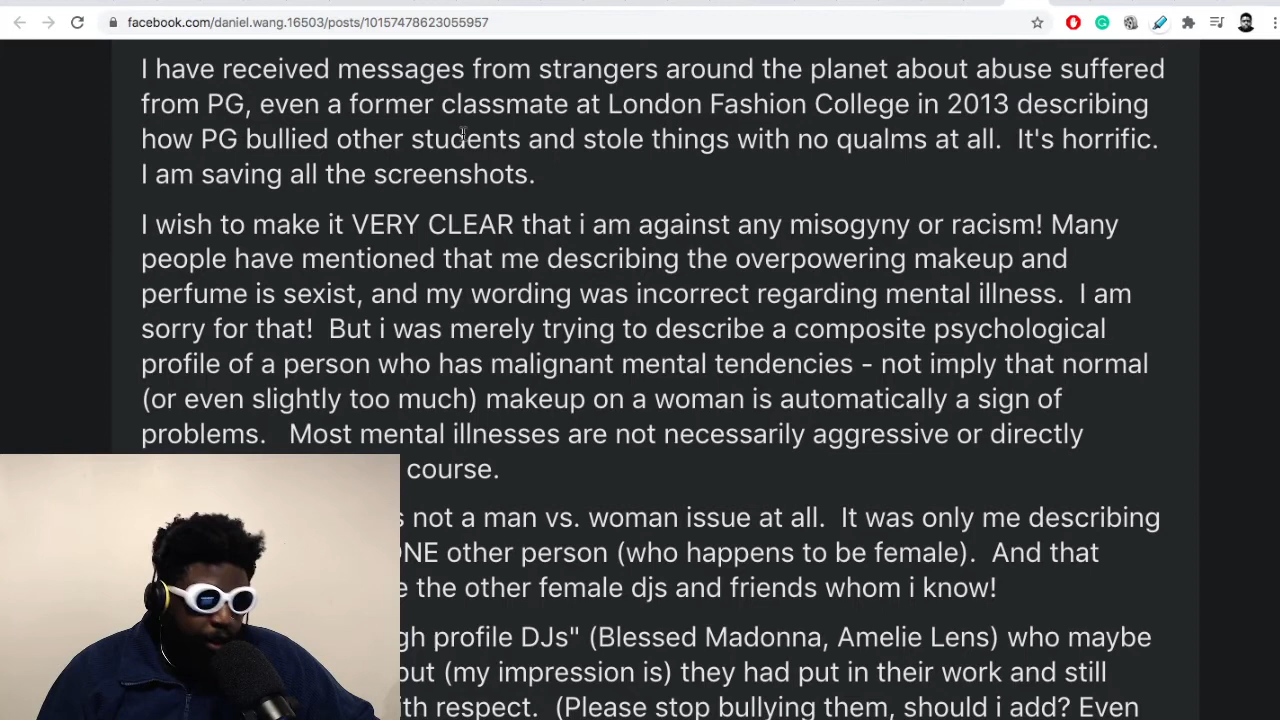 facebook.com/daniel.wang.16503/posts/10157478623055957
I have received messages from strangers around the planet about abuse suffered
from PG, even a former classmate at London Fashion College in 2013 describing
how PG bullied other students and stole things with no qualms at all.  It's horrific.
I am saving all the screenshots.
I wish to make it VERY CLEAR that i am against any misogyny or racism! Many
people have mentioned that me describing the overpowering makeup and
perfume is sexist, and my wording was incorrect regarding mental illness.  I am
sorry for that!  But i was merely trying to describe a composite psychological
profile of a person who has malignant mental tendencies - not imply that normal
(or even slightly too much) makeup on a woman is automatically a sign of
problems.   Most mental illnesses are not necessarily aggressive or directly
course.
not a man vs. woman issue at all.  It was only me describing
ONE other person (who happens to be female).  And that
the other female djs and friends whom i know!
profile DJs" (Blessed Madonna, Amelie Lens) who maybe
but (my impression is) they had put in their work and still
respect.  (Please stop bullying them, should i add? Even